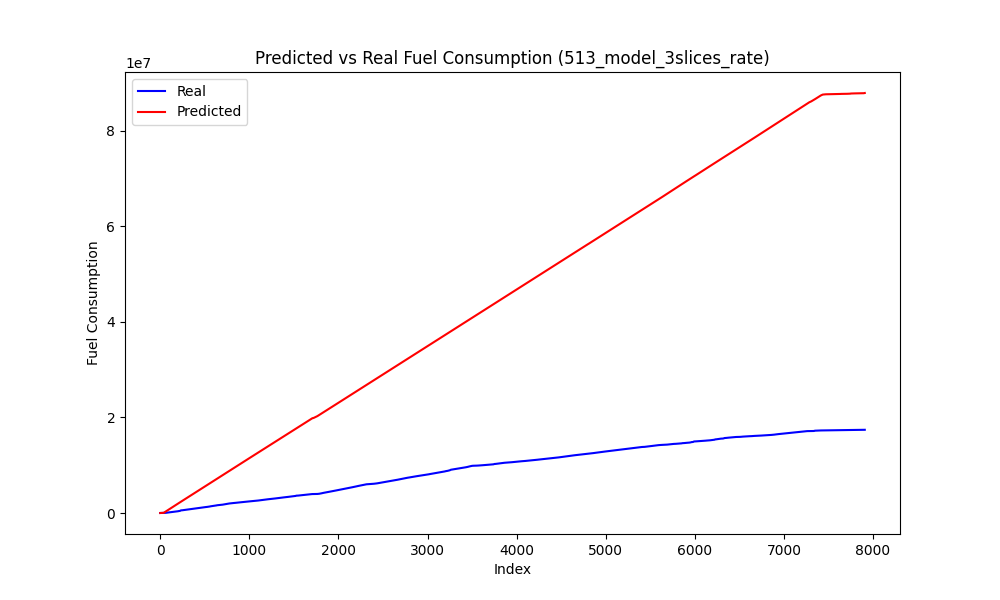 Predicted vs Real Fuel Consumption (513_model_3slices_rate)
1e7
Real
Predicted
8
6
4
2
0
Fuel Consumption
0 1000 2000 3000 4000 5000 6000 7000 8000
Index